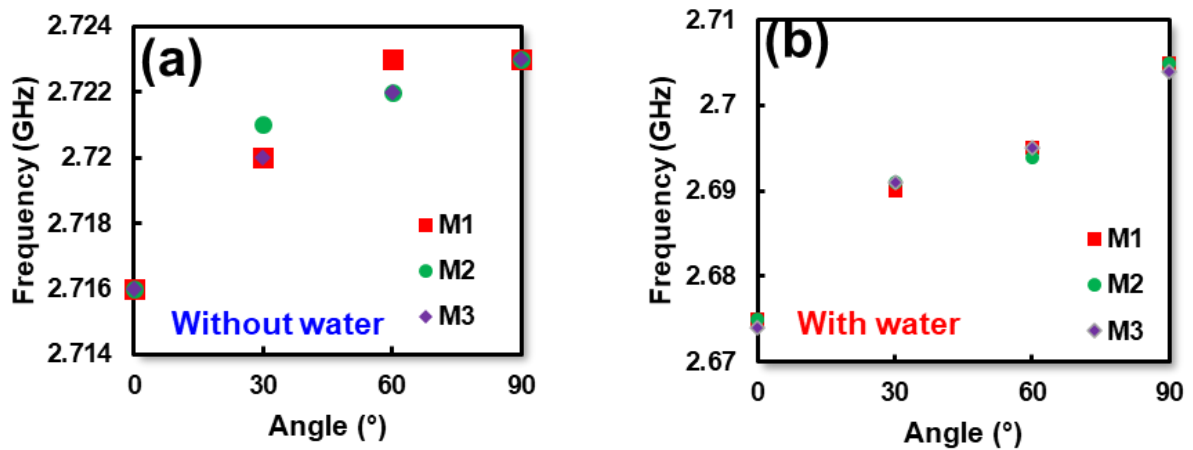 (a)
Frequency (GHz)
2.724
2.722
2.72
2.718
2.716
2.714
M1
M2
M3
Without water
0 30 60 90
Angle (°)
(b)
Frequency (GHz)
2.71
2.7
2.69
2.68
2.67
M1
M2
M3
With water
0 30 60 90
Angle (°)